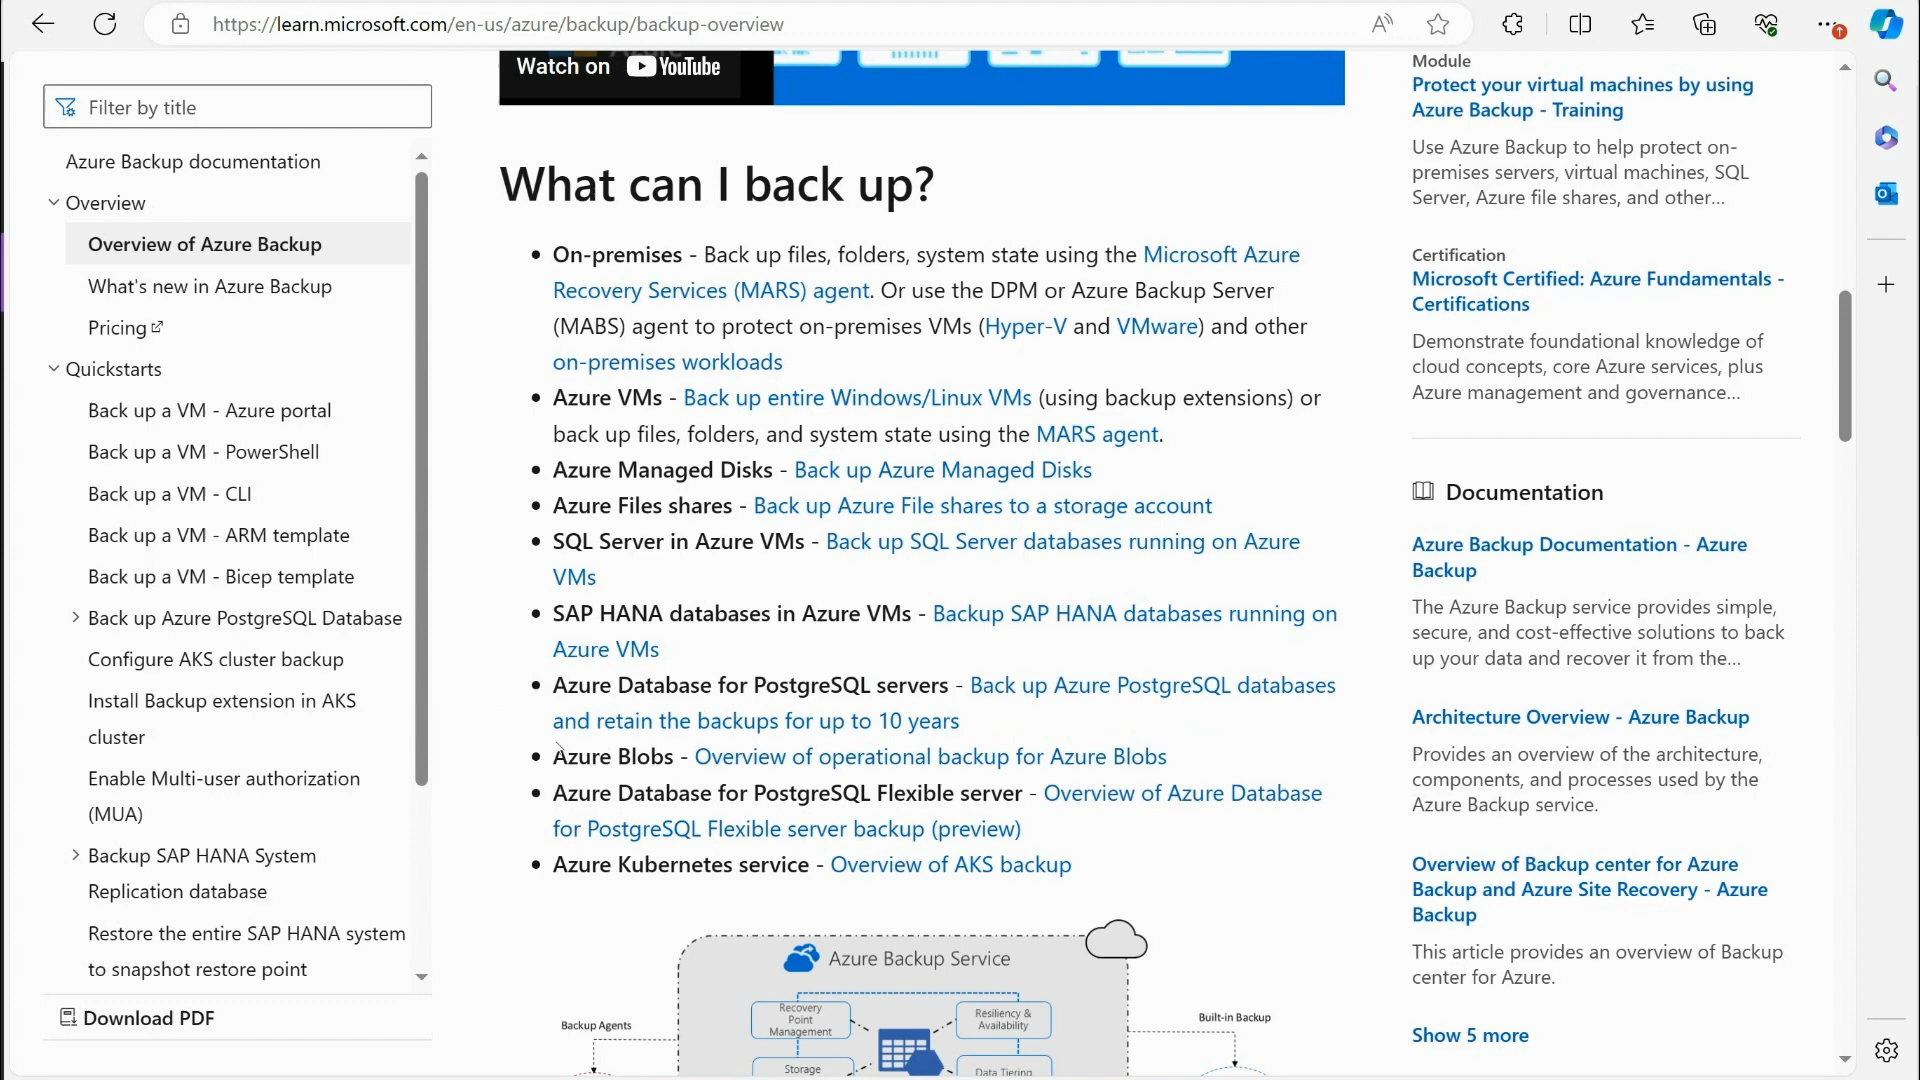 https://learn.microsoft.com/en-us/azure/backup/backup-overview
Filter by title
Azure Backup documentation
Overview
Overview of Azure Backup
What's new in Azure Backup
Pricing
Quickstarts
Back up a VM - Azure portal
Back up a VM - PowerShell
Back up a VM - CLI
Back up a VM - ARM template
Back up a VM - Bicep template
Back up Azure PostgreSQL Database
Configure AKS cluster backup
Install Backup extension in AKS
cluster
Enable Multi-user authorization
(MUA)
Backup SAP HANA System
Replication database
Restore the entire SAP HANA system
to snapshot restore point
Download PDF
Watch on YouTube
What can I back up?
On-premises - Back up files, folders, system state using the Microsoft Azure
Recovery Services (MARS) agent. Or use the DPM or Azure Backup Server
(MABS) agent to protect on-premises VMs (Hyper-V and VMware) and other
on-premises workloads
Azure VMs - Back up entire Windows/Linux VMs (using backup extensions) or
back up files, folders, and system state using the MARS agent.
Azure Managed Disks - Back up Azure Managed Disks
Azure Files shares - Back up Azure File shares to a storage account
SQL Server in Azure VMs - Back up SQL Server databases running on Azure
VMs
SAP HANA databases in Azure VMs - Backup SAP HANA databases running on
Azure VMs
Azure Database for PostgreSQL servers - Back up Azure PostgreSQL databases
and retain the backups for up to 10 years
Azure Blobs - Overview of operational backup for Azure Blobs
Azure Database for PostgreSQL Flexible server - Overview of Azure Database
for PostgreSQL Flexible server backup (preview)
Azure Kubernetes service - Overview of AKS backup
Azure Backup Service
Recovery
Point
Management
Resiliency &
Availability
Backup Agents
Built-in Backup
Storage
Data Tiering
Module
Protect your virtual machines by using
Azure Backup - Training
Use Azure Backup to help protect on-
premises servers, virtual machines, SQL
Server, Azure file shares, and other...
Certification
Microsoft Certified: Azure Fundamentals -
Certifications
Demonstrate foundational knowledge of
cloud concepts, core Azure services, plus
Azure management and governance...
Documentation
Azure Backup Documentation - Azure
Backup
The Azure Backup service provides simple,
secure, and cost-effective solutions to back
up your data and recover it from the...
Architecture Overview - Azure Backup
Provides an overview of the architecture,
components, and processes used by the
Azure Backup service.
Overview of Backup center for Azure
Backup and Azure Site Recovery - Azure
Backup
This article provides an overview of Backup
center for Azure.
Show 5 more